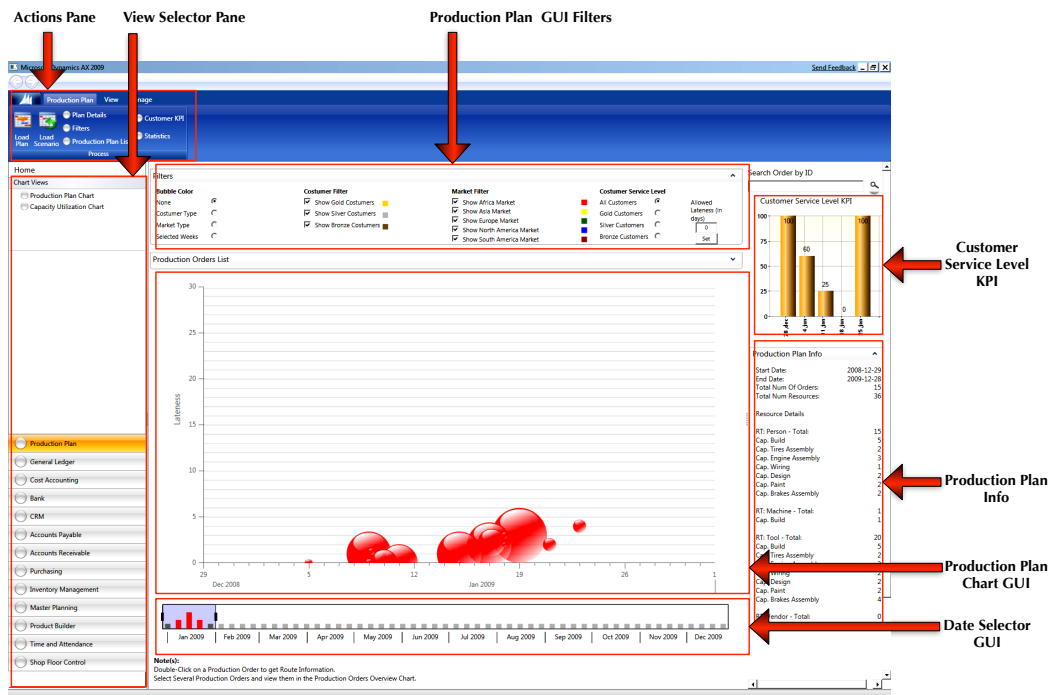 Actions Pane
View Selector Pane
Production Plan GUI Filters
Microsoft Dynamics AX 2009
Send Feedback
Production Plan
View
Load Plan
Load Scenario
Plan Details
Filters
Production Plan
Customer KPI
Statistics
Process
Home
Chart Views
Production Plan Chart
Capacity Utilization Chart
Filters
Bubble Color
None
Costumer Type
Market Type
Selected Weeks
Costumer Filter
Show Gold Costumers
Show Silver Costumers
Show Bronze Costumers
Market Filter
Show Africa Market
Show Asia Market
Show Europe Market
Show North America Market
Show South America Market
Costumer Service Level
All Customers
Gold Customers
Silver Customers
Bronze Customers
Allowed
Lateness (in
days)
0
Set
Search Order by ID
Customer Service Level KPI
100
75
50
25
0
100
60
25
0
100
4.jan
Customer
Service Level
KPI
Production Orders List
30
25
20
15
10
5
0
Lateness
29
5
12
19
26
1
Dec 2008
Jan 2009
Production Plan Info
Start Date: 2008-12-29
End Date: 2009-12-28
Total Num Of Orders: 15
Total Num Resources: 36
Resource Details
RT: Person - Total: 15
Cap. Build 5
Cap. Tires Assembly 2
Cap. Engine Assembly 3
Cap. Wiring 1
Cap. Design 2
Cap. Paint 2
Cap. Brakes Assembly 2
RT: Machine - Total: 1
Cap. Build 1
RT: Tool - Total: 20
Cap. Build 5
Tires Assembly 2
Cap. Design 2
Cap. Paint 2
Cap. Brakes Assembly 4
RT: Vendor - Total: 0
Production Plan
Info
Production Plan
Chart GUI
Date Selector
GUI
Production Plan
General Ledger
Cost Accounting
Bank
CRM
Accounts Payable
Accounts Receivable
Purchasing
Inventory Management
Master Planning
Product Builder
Time and Attendance
Shop Floor Control
Jan 2009
Feb 2009
Mar 2009
Apr 2009
May 2009
Jun 2009
Jul 2009
Aug 2009
Sep 2009
Oct 2009
Nov 2009
Dec 2009
Note(s):
Double-Click on a Production Order to get Route Information.
Select Several Production Orders and view them in the Production Orders Overview Chart.